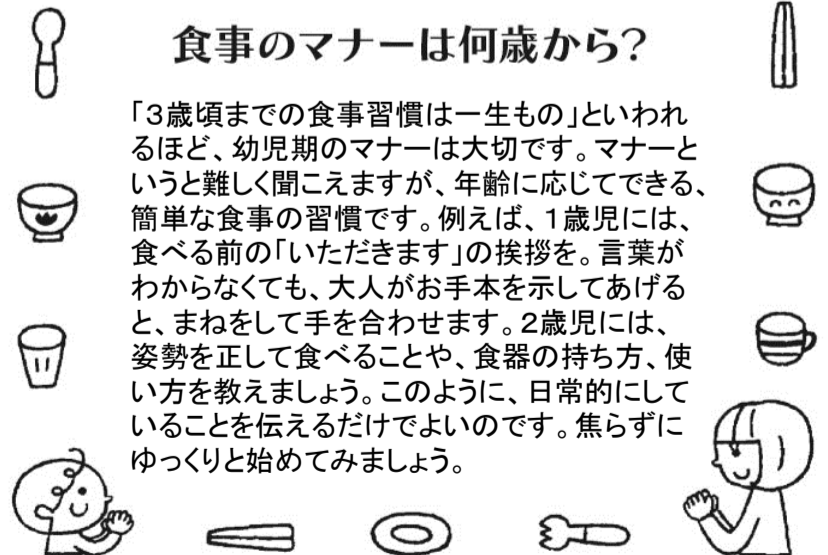 食事のマナーは何歳から?
「3歳頃までの食事習慣は一生もの」といわれ
るほど、幼児期のマナーは大切です。マナーと
いうと難しく聞こえますが、年齢に応じてできる、
簡単な食事の習慣です。例えば、1歳児には、
食べる前の「いただきます」の挨拶を。言葉が
わからなくても、大人がお手本を示してあげる
と、まねをして手を合わせます。2歳児には、
姿勢を正して食べることや、食器の持ち方、使
い方を教えましょう。このように、日常的にして
いることを伝えるだけでよいのです。焦らずに
ゆっくりと始めてみましょう。